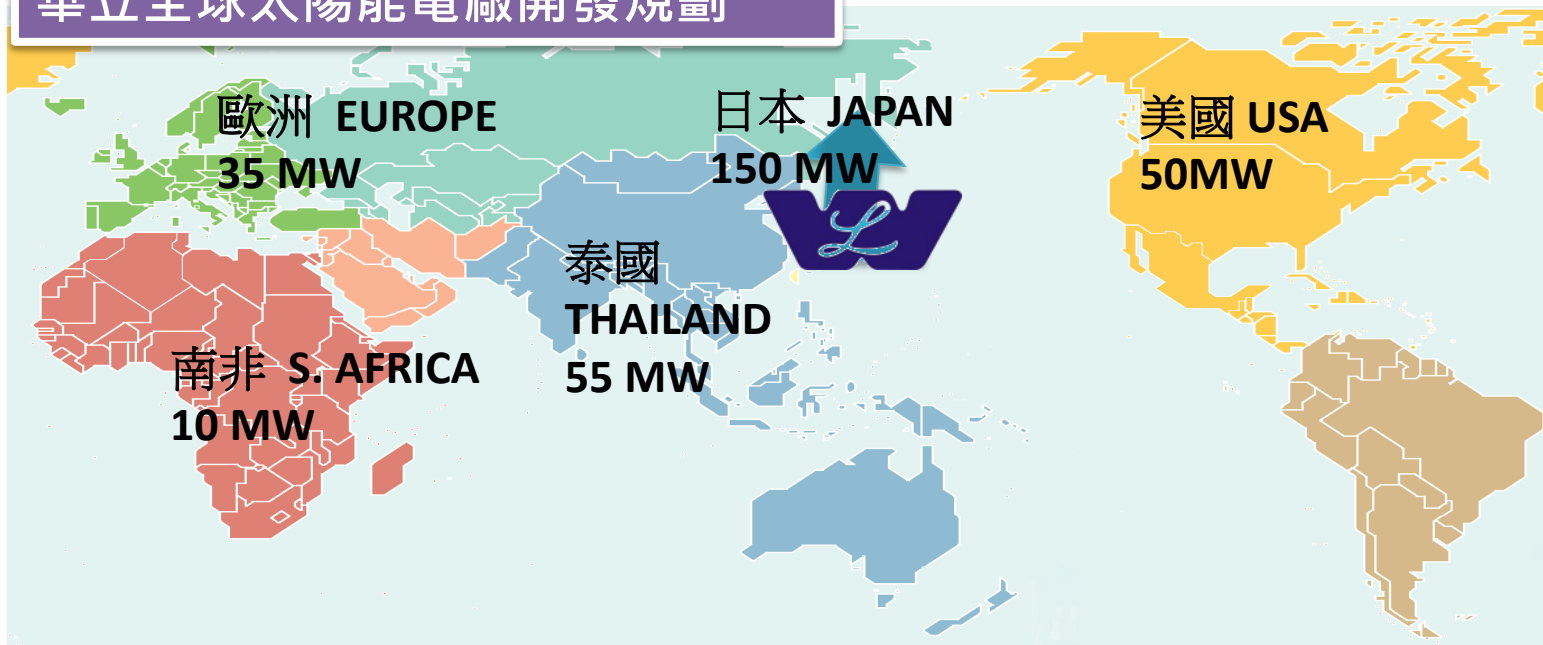 華立全球太陽能電廠開發規劃
歐洲 EUROPE
35 MW
日本 JAPAN
150 MW
美國 USA
50MW
泰國
THAILAND
55 MW
南非 S. AFRICA
10 MW
W
L